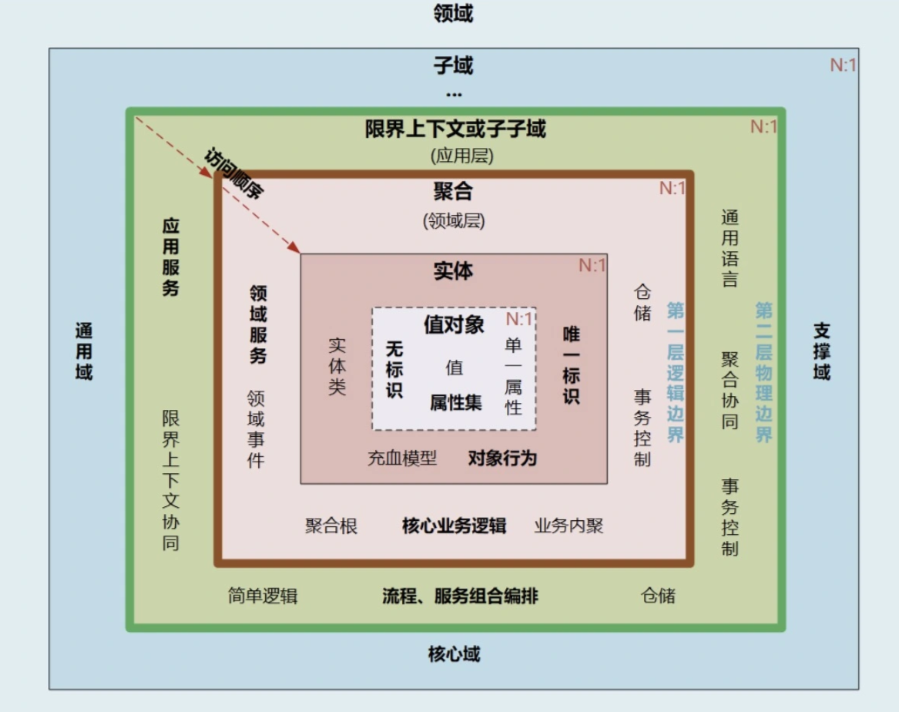 领域
子域
N:1
...
限界上下文或子子域
N:1
(应用层)
访问顺序
聚合
N:1
(领域层)
应用服务
通用语言
实体
N:1
领域服务
仓储
值对象
N:1
第一层逻辑边界
第二层物理边界
通用域
支撑域
实体类
无标识
值
单一属性
唯一标识
属性集
聚合协同
领域事件
事务控制
限界上下文协同
充血模型
对象行为
事务控制
聚合根
核心业务逻辑
业务内聚
简单逻辑
流程、服务组合编排
仓储
核心域